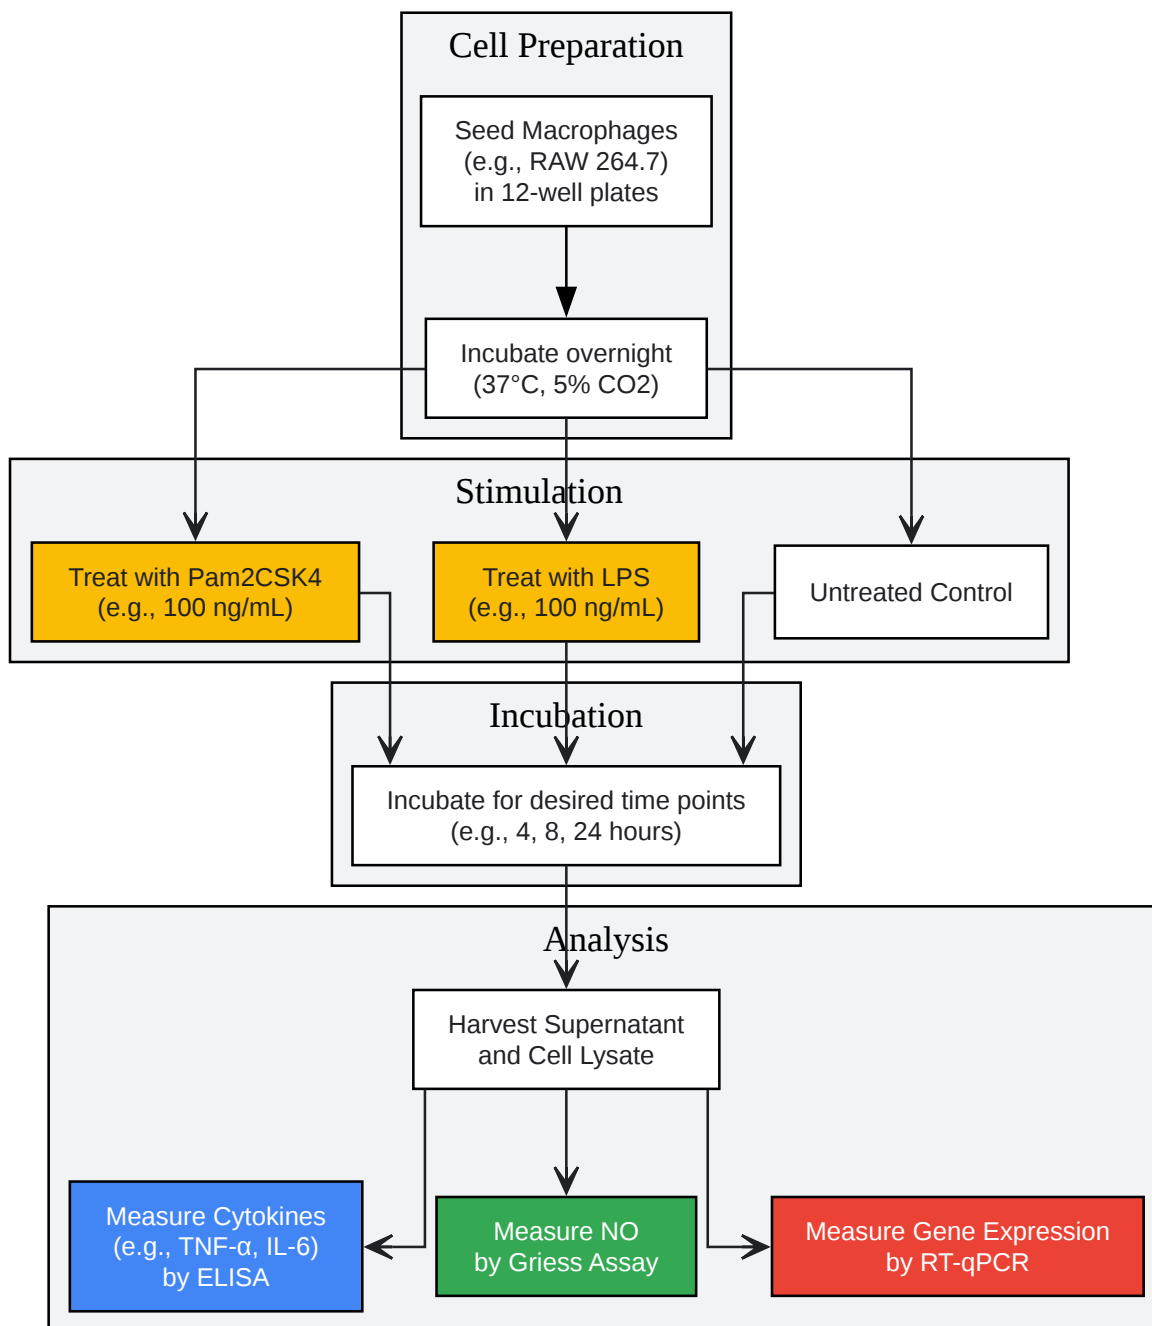 Cell Preparation
Seed Macrophages
(e.g., RAW 264.7)
in 12-well plates
Incubate overnight
(37°C, 5% CO2)
Stimulation
Treat with Pam2CSK4
(e.g., 100 ng/mL)
Treat with LPS
(e.g., 100 ng/mL)
Untreated Control
Incubation
Incubate for desired time points
(e.g., 4, 8, 24 hours)
Analysis
Harvest Supernatant
and Cell Lysate
Measure Cytokines
(e.g., TNF-α, IL-6)
by ELISA
Measure NO
by Griess Assay
Measure Gene Expression
by RT-qPCR